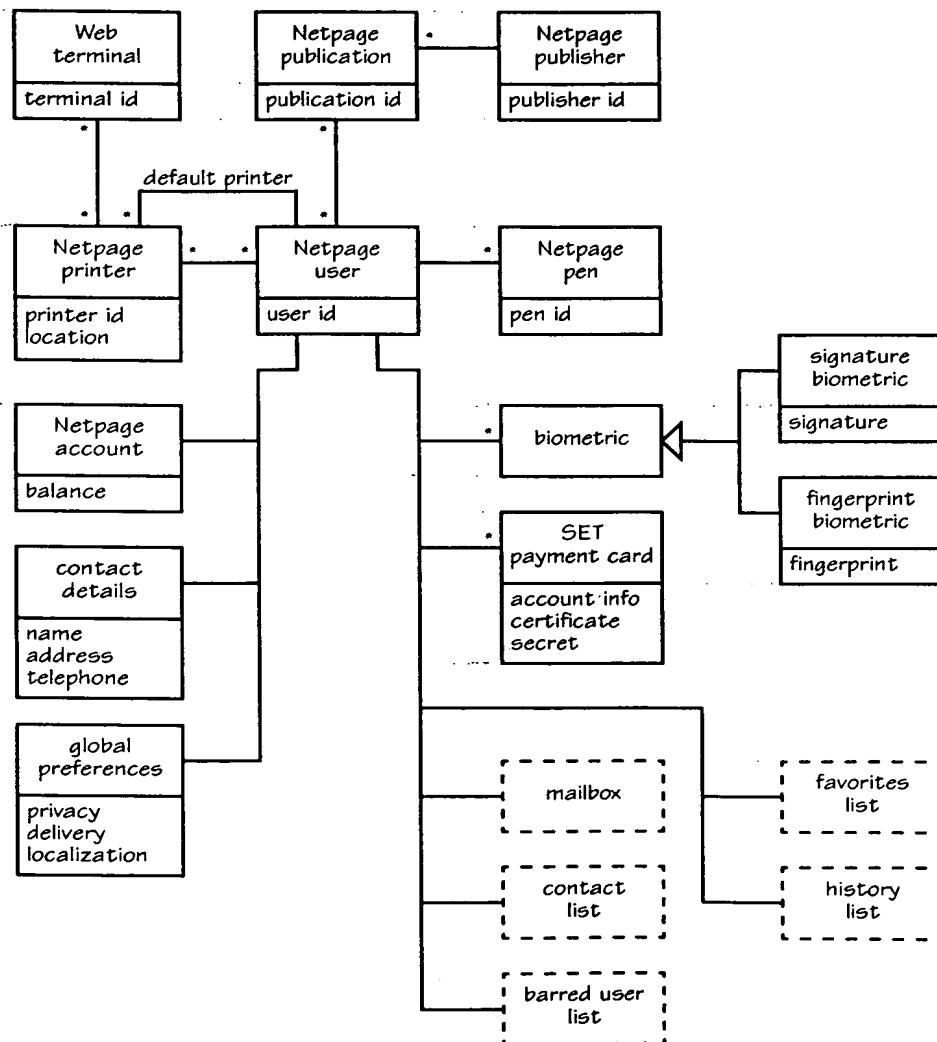 Web
terminal
terminal id
Netpage
publication
publication id
Netpage
publisher
publisher id
*
*
*
default printer
*
*
*
Netpage
printer
printer id
location
*
*
Netpage
user
user id
*
Netpage
pen
pen id
Netpage
account
balance
*
biometric
signature
biometric
signature
fingerprint
biometric
fingerprint
*
SET
payment card
account info
certificate
secret
contact
details
name
address
telephone
global
preferences
privacy
delivery
localization
mailbox
favorites
list
contact
list
history
list
barred user
list